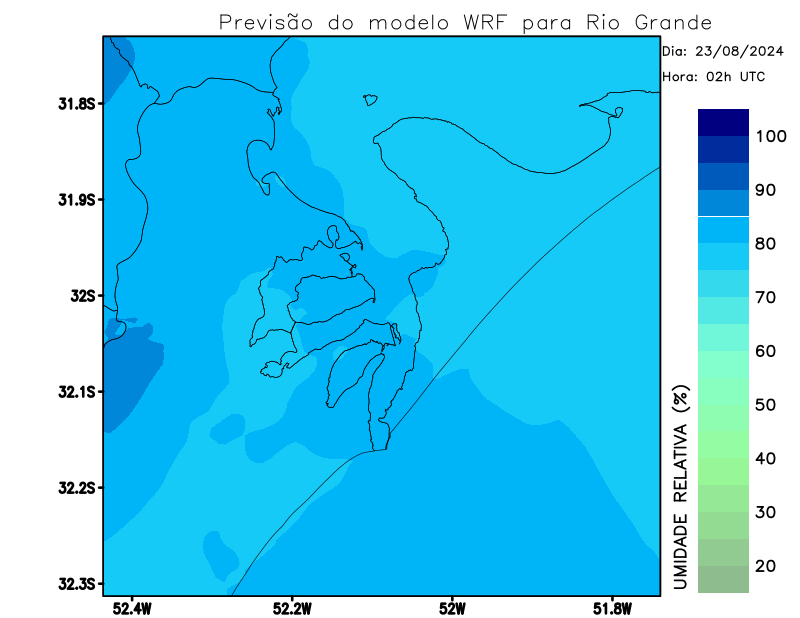 Previsão do modelo WRF para Rio Grande
Dia: 23/08/2024
Hora: 02h UTC
31.8S
31.9S
32S
32.1S
32.2S
32.3S
52.4W
52.2W
52W
51.8W
UMIDADE RELATIVA (%)
100
90
80
70
60
50
40
30
20